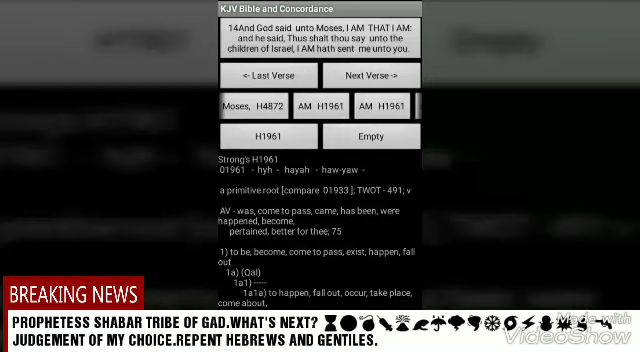 KJV Bible and Concordance
14And God said unto Moses, I AM THAT I AM:
and he said, Thus shalt thou say unto the
children of Israel, I AM hath sent me unto you.
<- Last Verse
Next Verse ->
Moses, H4872
AM H1961
AM H1961
H1961
Empty
Strong's H1961
01961 - hyh - hayah - haw-yaw -
a primitive root [compare 01933 ]; TWOT - 491; v
AV - was, come to pass, came, has been, were
happened, become,
pertained, better for thee; 75
1) to be, become, come to pass, exist, happen, fall
out
1a) (Qal)
1a1) -----
1a1a) to happen, fall out, occur, take place,
come about,
BREAKING NEWS
PROPHETESS SHABAR TRIBE OF GAD.WHAT'S NEXT?
JUDGEMENT OF MY CHOICE.REPENT HEBREWS AND GENTILES.
Made with
VideoShow